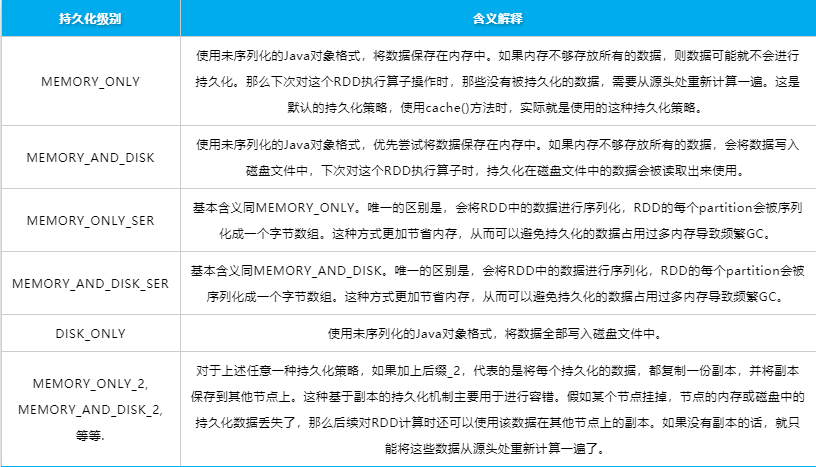 持久化级别
含义解释
MEMORY_ONLY
使用未序列化的Java对象格式，将数据保存在内存中。如果内存不够存放所有的数据，则数据可能就不会进行
持久化。那么下次对这个RDD执行算子操作时，那些没有被持久化的数据，需要从源头处重新计算一遍。这是
默认的持久化策略，使用cache()方法时，实际就是使用的这种持久化策略。
MEMORY_AND_DISK
使用未序列化的Java对象格式，优先尝试将数据保存在内存中。如果内存不够存放所有的数据，会将数据写入
磁盘文件中，下次对这个RDD执行算子时，持久化在磁盘文件中的数据会被读取出来使用。
MEMORY_ONLY_SER
基本含义同MEMORY_ONLY。唯一的区别是，会将RDD中的数据进行序列化，RDD的每个partition会被序列
化成一个字节数组。这种方式更加节省内存，从而可以避免持久化的数据占用过多内存导致频繁GC。
MEMORY_AND_DISK_SER
基本含义同MEMORY_AND_DISK。唯一的区别是，会将RDD中的数据进行序列化，RDD的每个partition会被
序列化成一个字节数组。这种方式更加节省内存，从而可以避免持久化的数据占用过多内存导致频繁GC。
DISK_ONLY
使用未序列化的Java对象格式，将数据全部写入磁盘文件中。
MEMORY_ONLY_2,
MEMORY_AND_DISK_2,
等等.
对于上述任意一种持久化策略，如果加上后缀_2，代表的是将每个持久化的数据，都复制一份副本，并将副本
保存到其他节点上。这种基于副本的持久化机制主要用于进行容错。假如某个节点挂掉，节点的内存或磁盘中的
持久化数据丢失了，那么后续对RDD计算时还可以使用该数据在其他节点上的副本。如果没有副本的话，就只
能将这些数据从源头处重新计算一遍了。